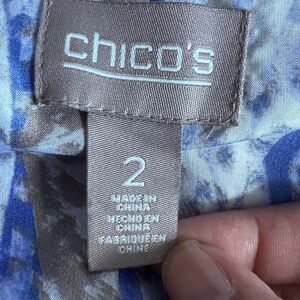 chico's
2
MADE IN
CHINA
HECHO EN
CHINA
FABRIQUÉ EN
CHINE